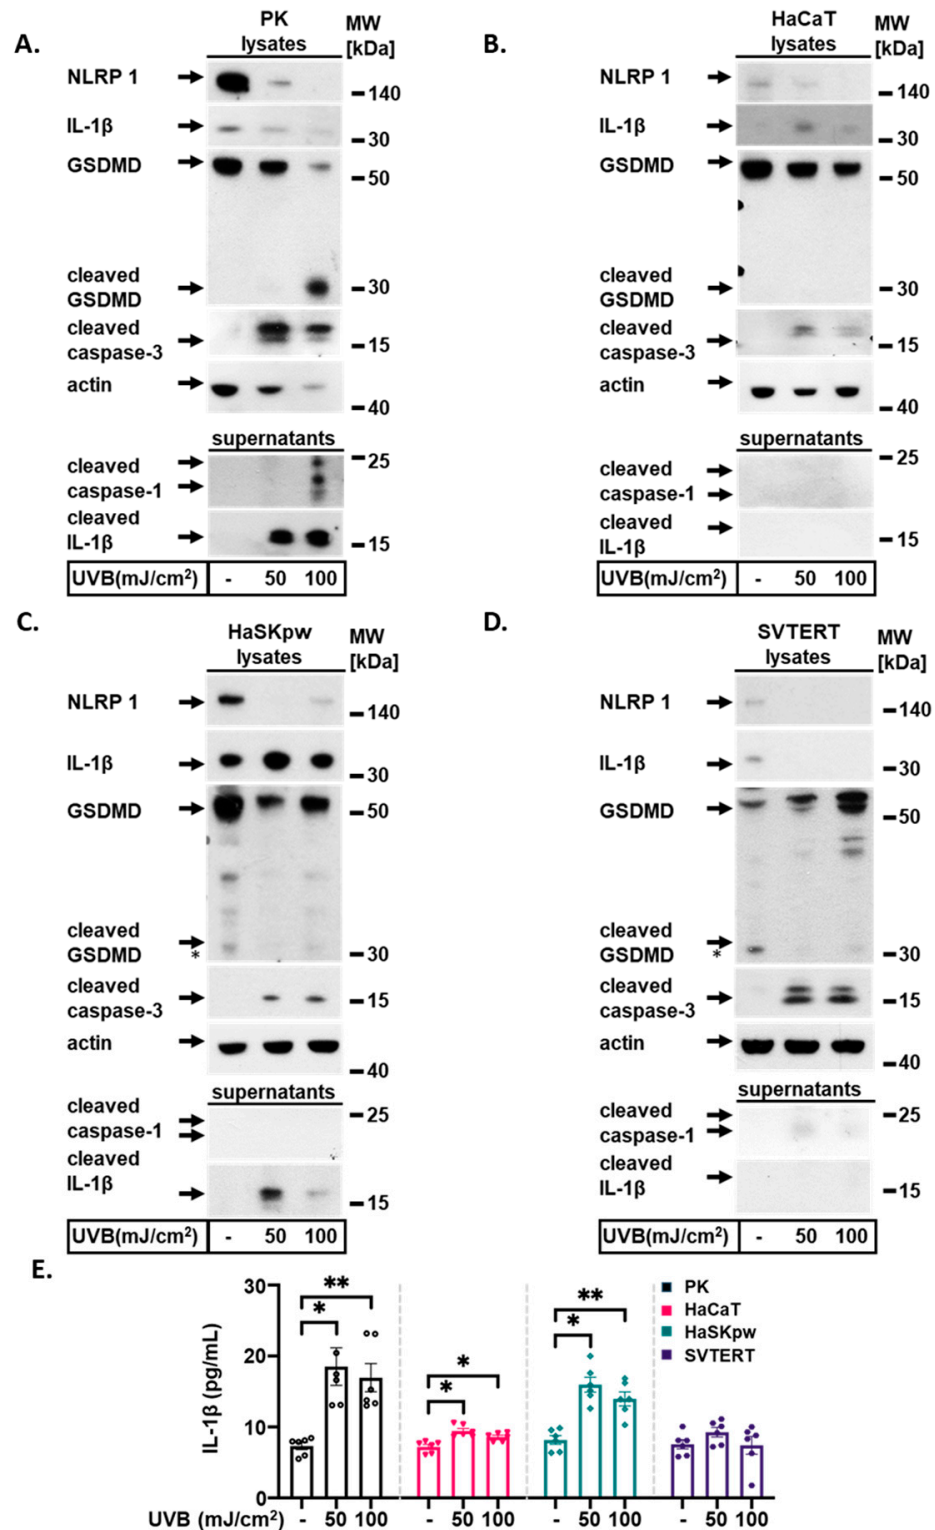 A.
PK
lysates
MW
[kDa]
NLRP 1
140
IL-1β
30
GSDMD
50
cleaved
GSDMD
30
cleaved
caspase-3
15
actin
40
supernatants
cleaved
caspase-1
25
cleaved
IL-1β
15
UVB(mJ/cm²) - 50 100
B.
HaCaT
lysates
MW
[kDa]
NLRP 1
140
IL-1β
30
GSDMD
50
cleaved
GSDMD
30
cleaved
caspase-3
15
actin
40
supernatants
cleaved
caspase-1
25
cleaved
IL-1β
15
UVB(mJ/cm²) - 50 100
C.
HaSKpw
lysates
MW
[kDa]
NLRP 1
140
IL-1β
30
GSDMD
50
cleaved
GSDMD
*
30
cleaved
caspase-3
15
actin
40
supernatants
cleaved
caspase-1
25
cleaved
IL-1β
15
UVB(mJ/cm²) - 50 100
D.
SVTERT
lysates
MW
[kDa]
NLRP 1
140
IL-1β
30
GSDMD
50
cleaved
GSDMD
*
30
cleaved
caspase-3
15
actin
40
supernatants
cleaved
caspase-1
25
cleaved
IL-1β
15
UVB(mJ/cm²) - 50 100
E.
IL-1β (pg/mL)
30
20
10
0
* **
* *
* **
PK
HaCaT
HaSKpw
SVTERT
UVB (mJ/cm²) - 50 100 - 50 100 - 50 100 - 50 100